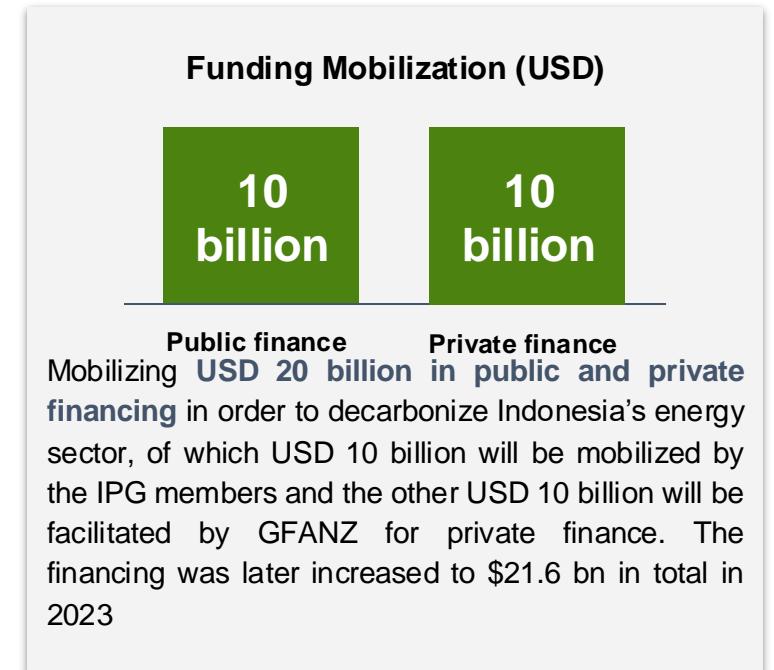 Funding Mobilization (USD)
10
billion
10
billion
Public finance
Private finance
Mobilizing USD 20 billion in public and private
financing in order to decarbonize Indonesia’s energy
sector, of which USD 10 billion will be mobilized by
the IPG members and the other USD 10 billion will be
facilitated by GFANZ for private finance. The
financing was later increased to $21.6 bn in total in
2023